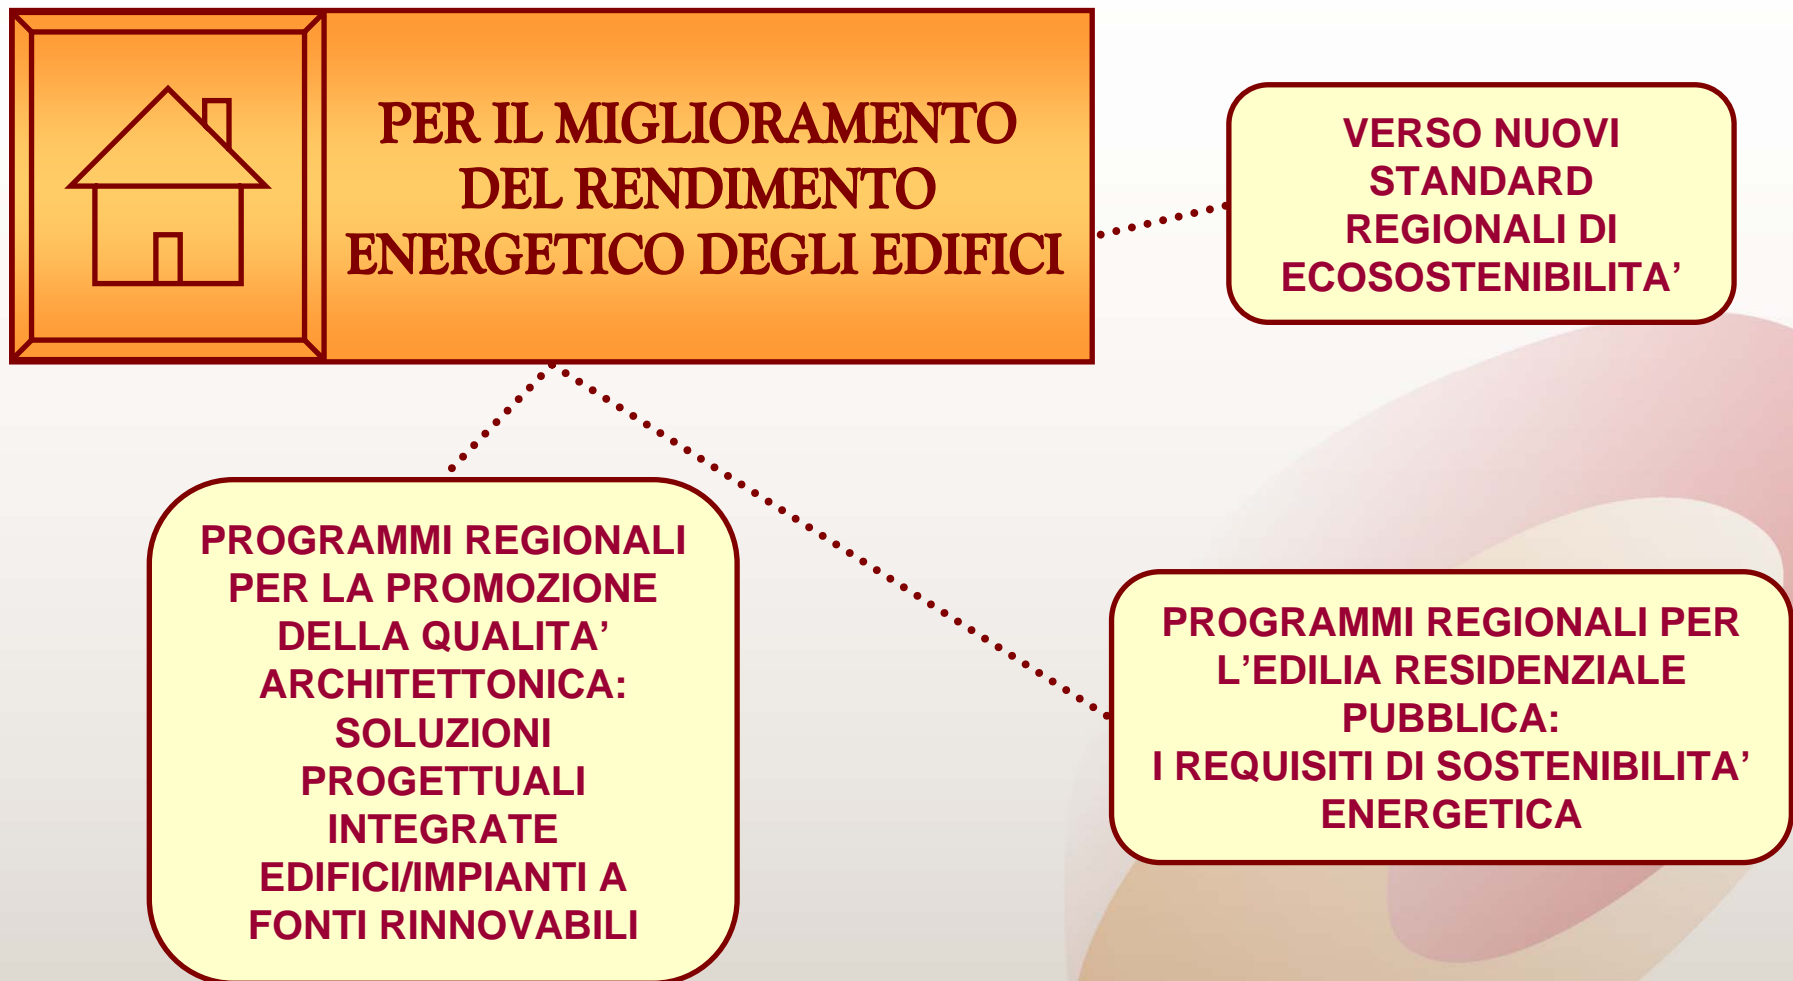 PER IL MIGLIORAMENTO
DEL RENDIMENTO
ENERGETICO DEGLI EDIFICI
VERSO NUOVI
STANDARD
REGIONALI DI
ECOSOSTENIBILITA’
PROGRAMMI REGIONALI
PER LA PROMOZIONE
DELLA QUALITA’
ARCHITETTONICA:
SOLUZIONI
PROGETTUALI
INTEGRATE
EDIFICI/IMPIANTI A
FONTI RINNOVABILI
PROGRAMMI REGIONALI PER
L’EDILIA RESIDENZIALE
PUBBLICA:
I REQUISITI DI SOSTENIBILITA’
ENERGETICA